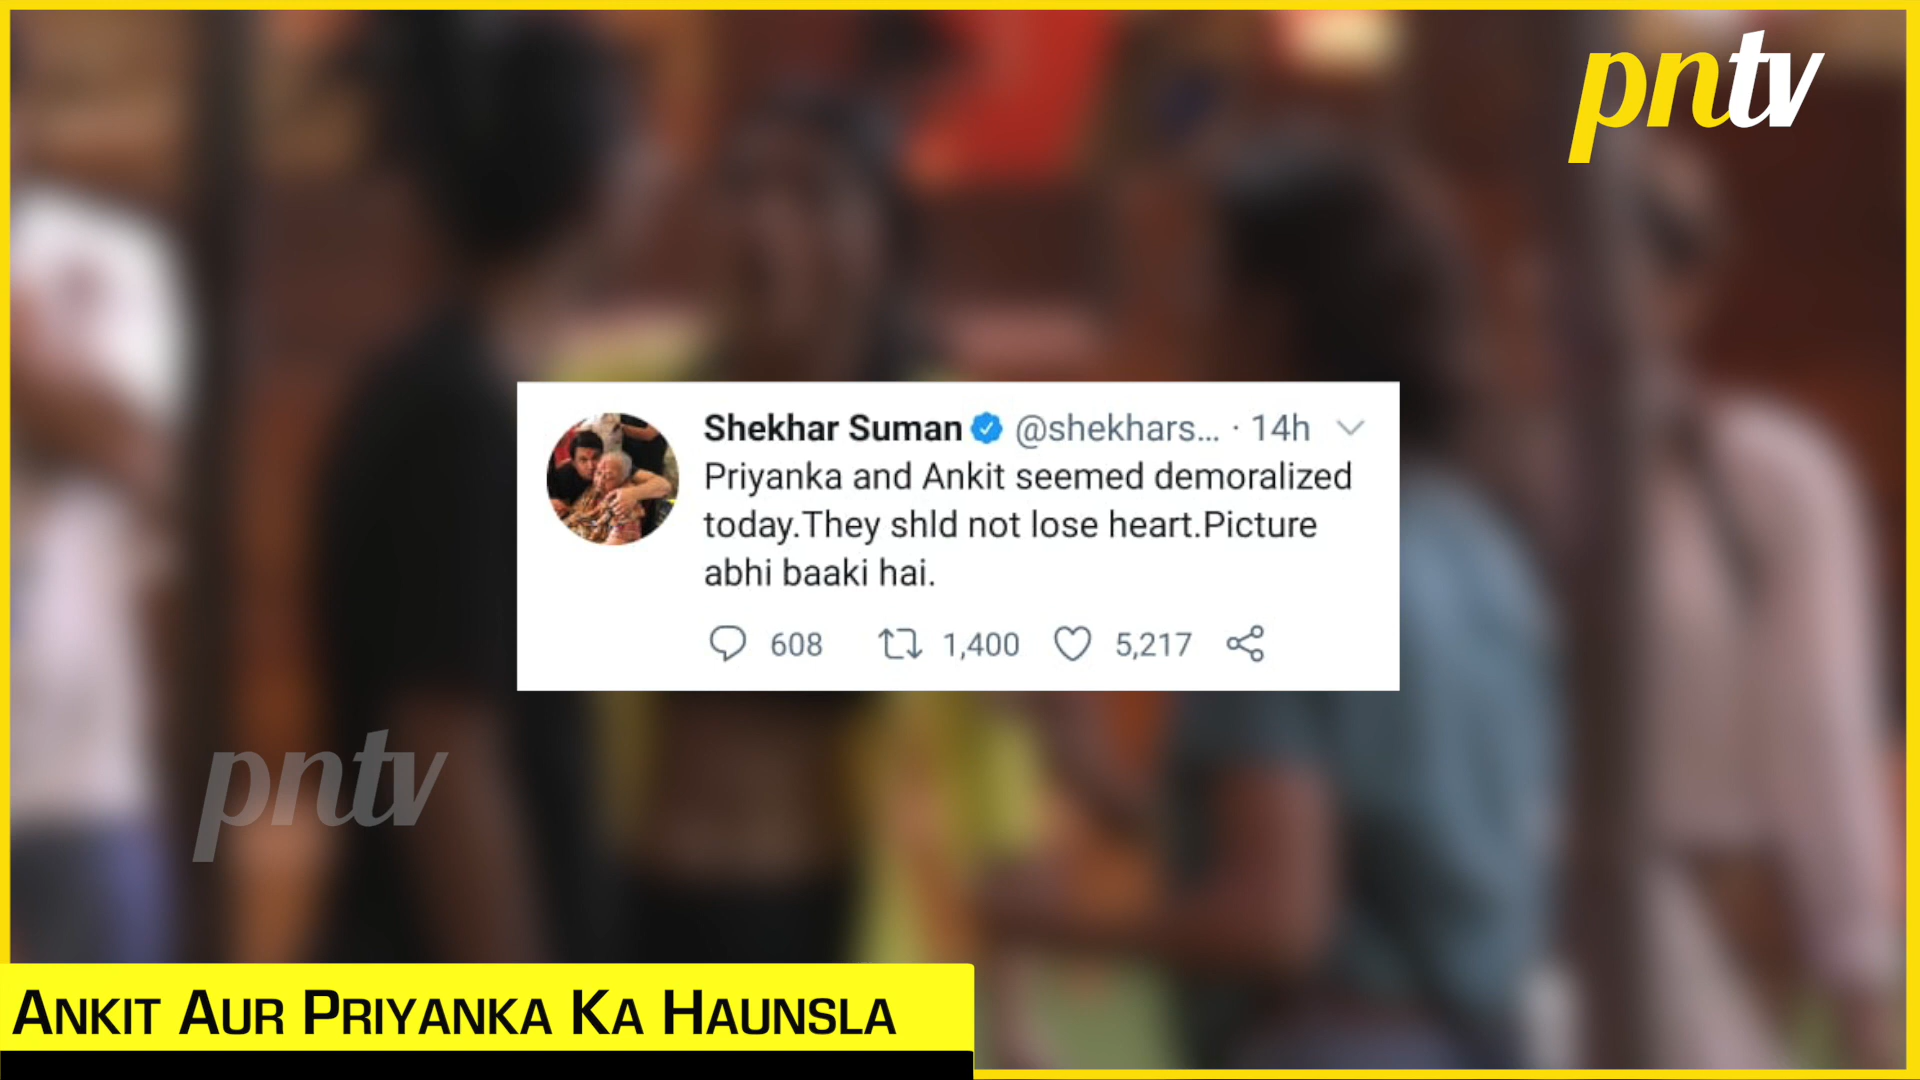 pntv
Shekhar Suman @shekhars... · 14h
Priyanka and Ankit seemed demoralized
today.They shld not lose heart.Picture
abhi baaki hai.
608 1,400 5,217
pntv
ANKIT AUR PRIYANKA KA HAUNSLA